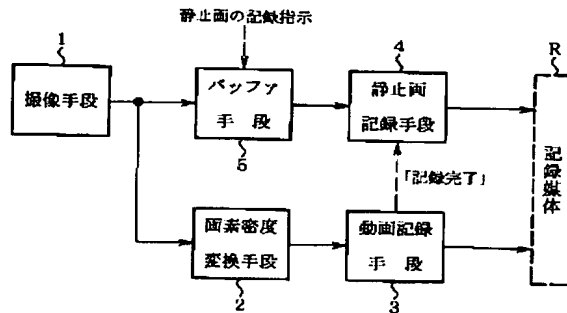 静止画の記録指示
1
撮像手段
バッファ
手 段
5
4
静止画
記録手段
R
記録媒体
「記録完了」
画素密度
変換手段
2
動画記録
手 段
3